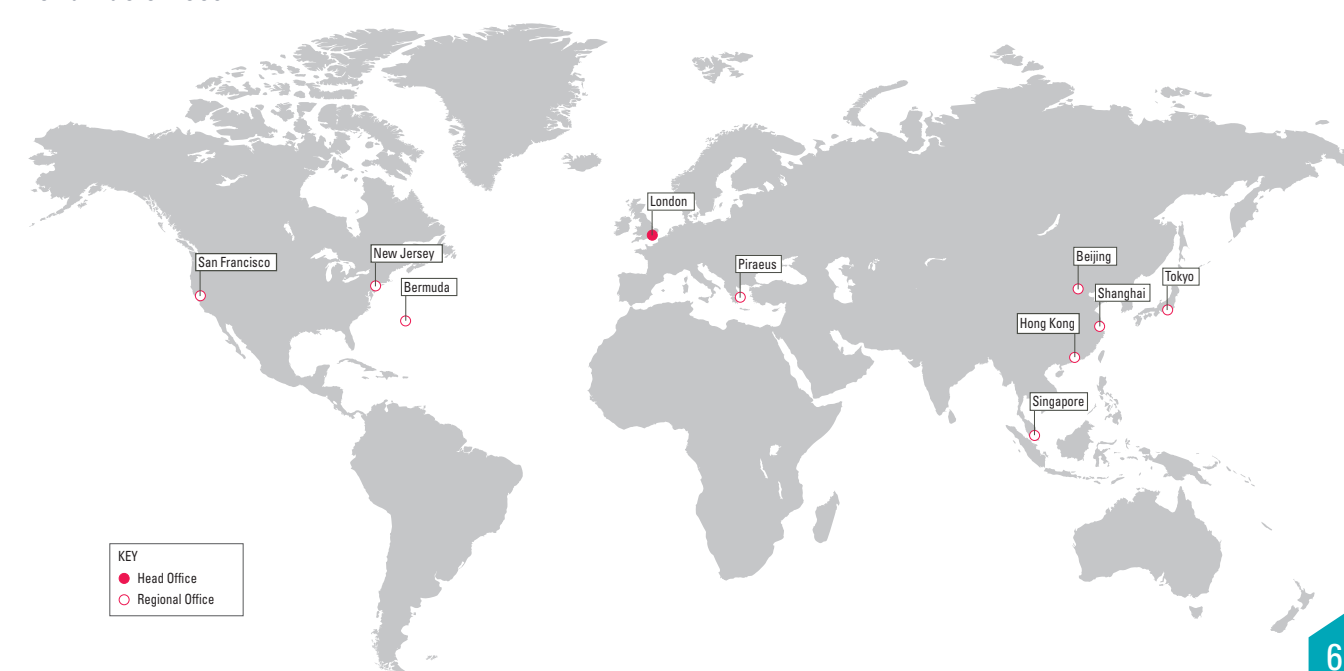 London
San Francisco
New Jersey
Bermuda
Piraeus
Beijing
Tokyo
Shanghai
Hong Kong
Singapore
KEY
Head Office
Regional Office
6